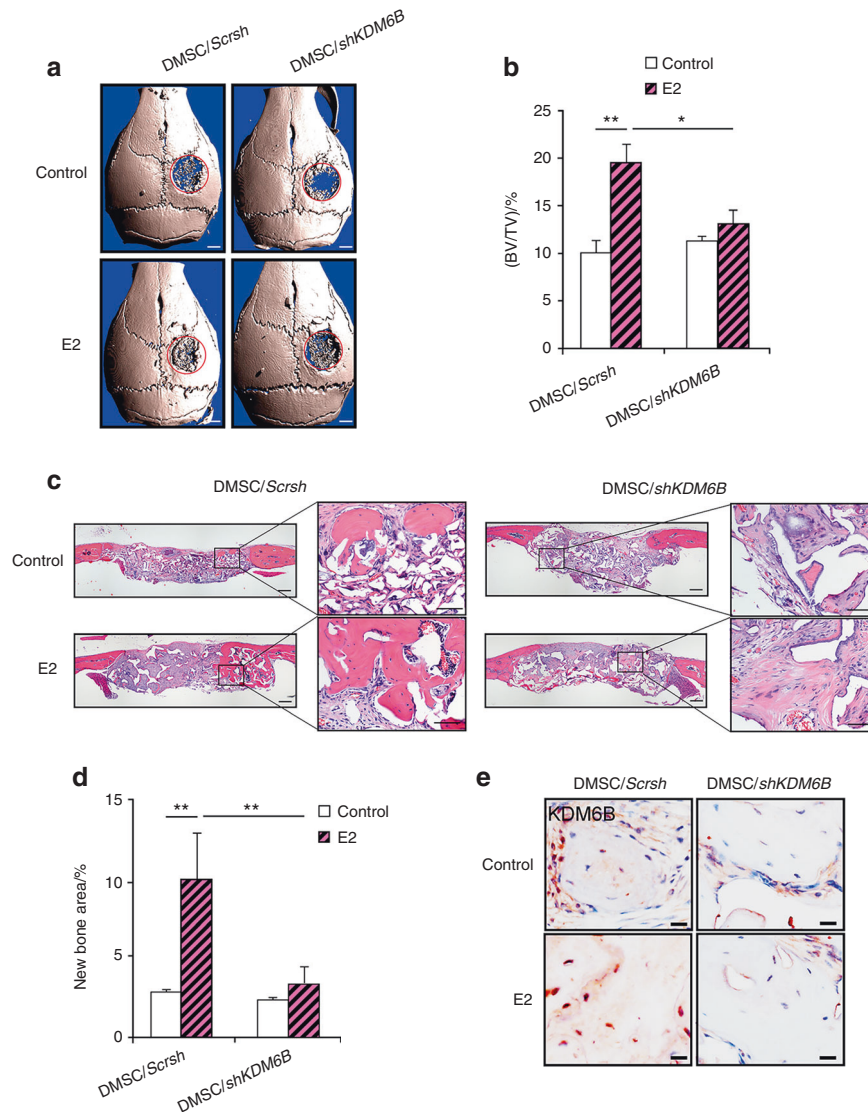 a
DMSC/Scrsh
DMSC/shKDM6B
Control
E2
b
Control
E2
(BV/TV)/%
25
20
15
10
5
0
**
*
DMSC/Scrsh
DMSC/shKDM6B
c
DMSC/Scrsh
DMSC/shKDM6B
Control
E2
d
Control
E2
New bone area/%
15
10
5
0
**
**
DMSC/Scrsh
DMSC/shKDM6B
e
DMSC/Scrsh
DMSC/shKDM6B
KDM6B
Control
E2